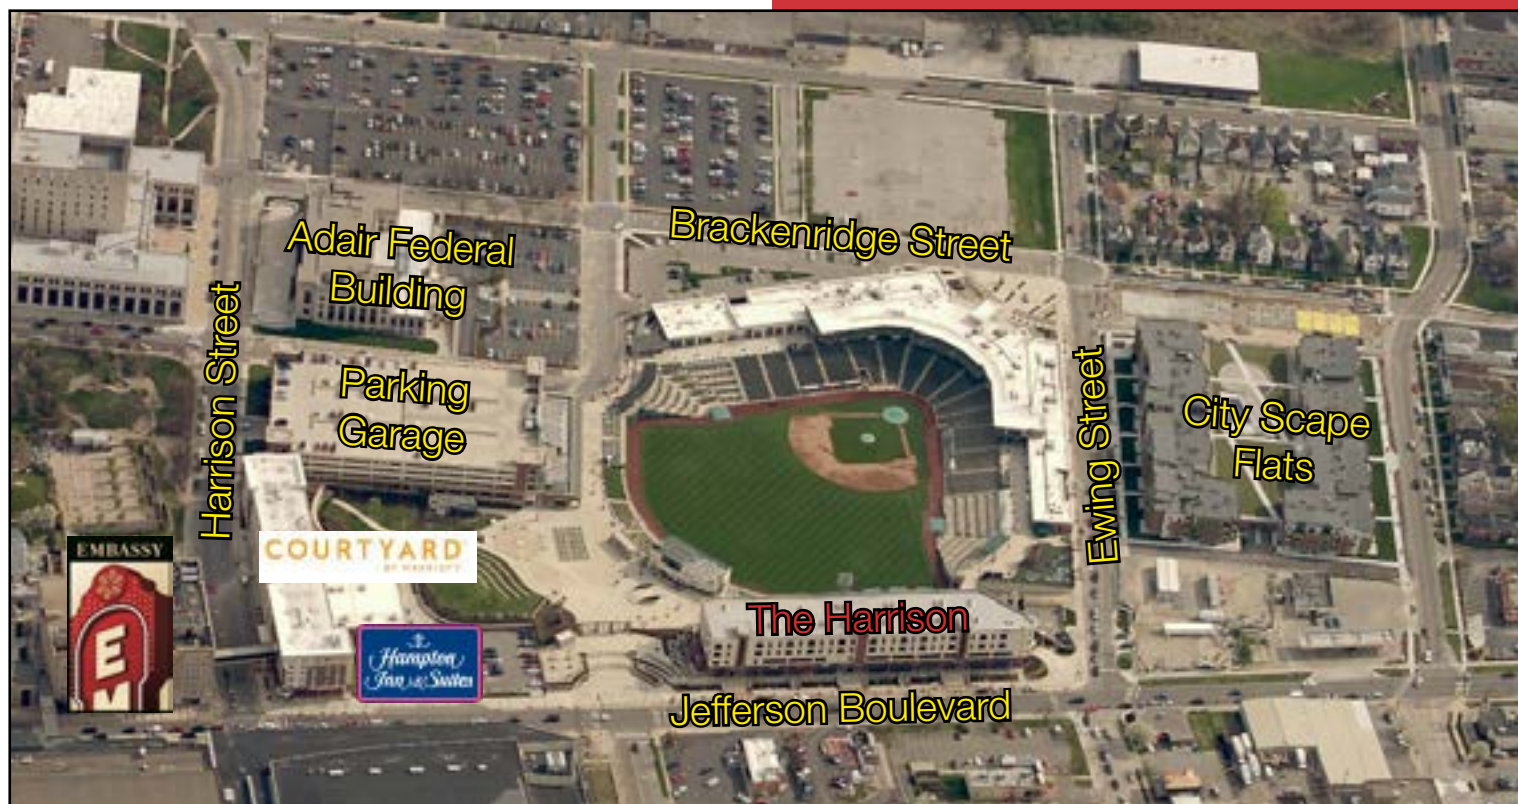 Brackenridge Street
Adair Federal
Building
Harrison Street
Parking
Garage
Ewing Street
City Scape
Flats
EMBASSY
E
COURTYARD
BY MARRIOTT
Hampton
Inn & Suites
The Harrison
Jefferson Boulevard